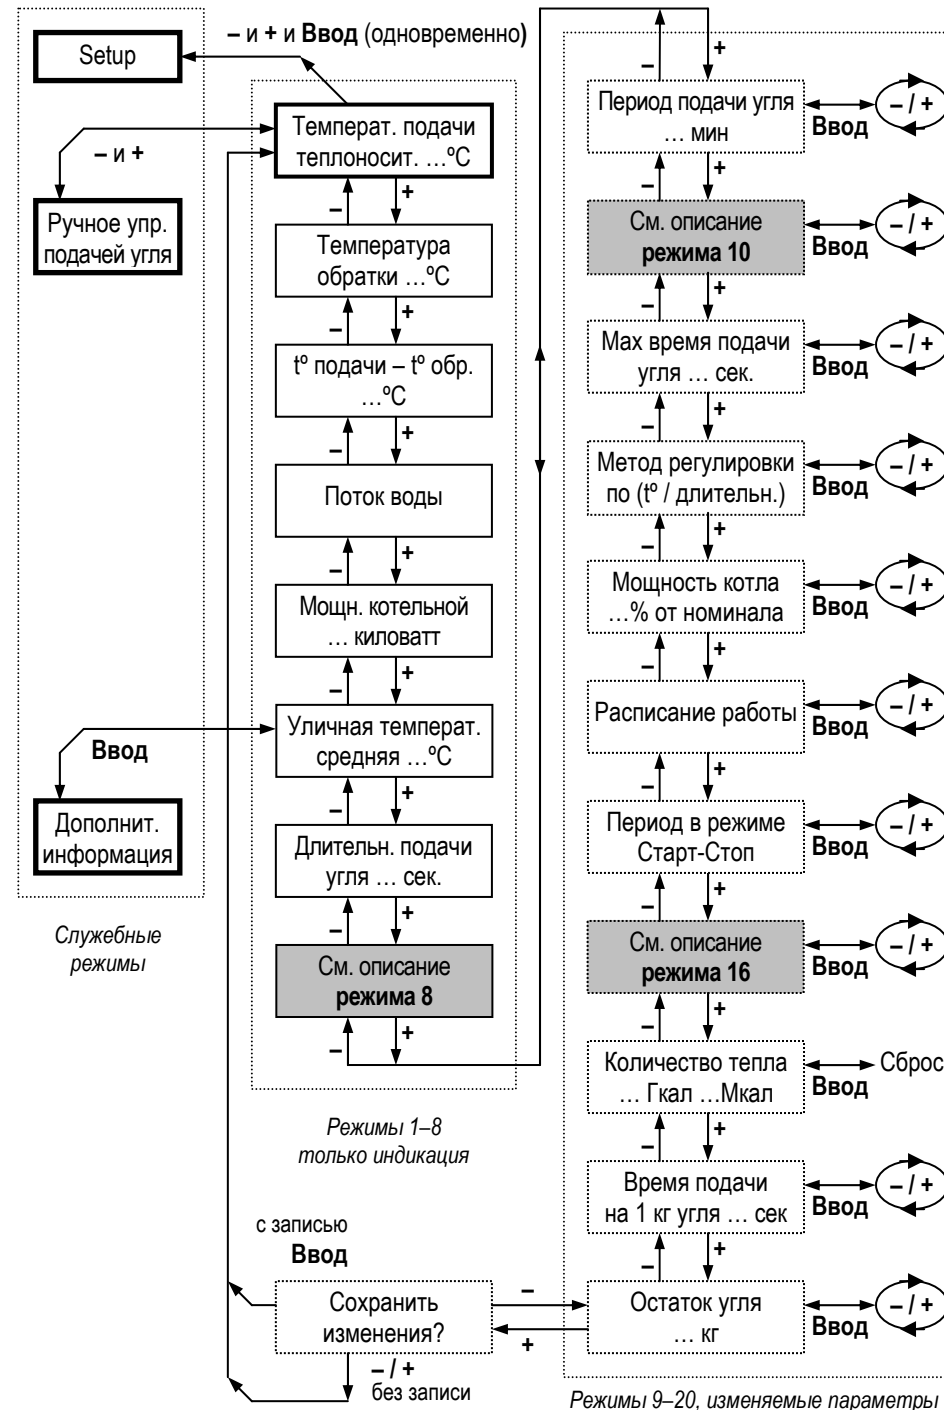 Setup
– и + и Ввод (одновременно)
– и +
Ручное упр.
подачей угля
Ввод
Дополнит.
информация
Служебные
режимы
Температ. подачи
теплоносит. …ºC
–
+
Температура
обратки …ºC
–
+
tº подачи – tº обр.
…ºC
–
+
Поток воды
–
+
Мощн. котельной
… киловатт
–
+
Уличная температ.
средняя …ºC
–
+
Длительн. подачи
угля … сек.
–
+
См. описание
режима 8
–
+
Режимы 1–8
только индикация
с записью
Ввод
Сохранить
изменения?
– / +
без записи
–
+
–
+
Период подачи угля
… мин
Ввод
– / +
–
+
См. описание
режима 10
Ввод
– / +
–
+
Мах время подачи
угля … сек.
Ввод
– / +
–
+
Метод регулировки
по (tº / длительн.)
Ввод
– / +
–
+
Мощность котла
…% от номинала
Ввод
– / +
–
+
Расписание работы
Ввод
– / +
–
+
Период в режиме
Старт-Стоп
Ввод
– / +
–
+
См. описание
режима 16
Ввод
– / +
–
+
Количество тепла
… Гкал …Мкал
Ввод
Сброс
–
+
Время подачи
на 1 кг угля … сек
Ввод
– / +
–
+
Остаток угля
… кг
Ввод
– / +
Режимы 9–20, изменяемые параметры